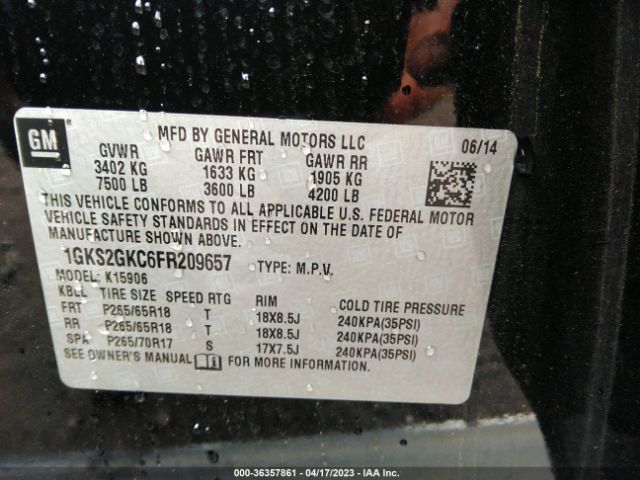 GM
MFD BY GENERAL MOTORS LLC 06/14
GVWR GAWR FRT GAWR RR
3402 KG 1633 KG 1905 KG
7500 LB 3600 LB 4200 LB
THIS VEHICLE CONFORMS TO ALL APPLICABLE U.S. FEDERAL MOTOR
VEHICLE SAFETY STANDARDS IN EFFECT ON THE DATE OF
MANUFACTURE SHOWN ABOVE.
1GKS2GKC6FR209657 TYPE: M.P.V.
MODEL: K15906
KBLL TIRE SIZE SPEED RTG RIM COLD TIRE PRESSURE
FRT P265/65R18 T 18X8.5J 240KPA(35PSI)
RR P265/65R18 T 18X8.5J 240KPA(35PSI)
SPA P265/70R17 S 17X7.5J 240KPA(35PSI)
SEE OWNER'S MANUAL FOR MORE INFORMATION.
000-36357861 - 04/17/2023 - IAA Inc.